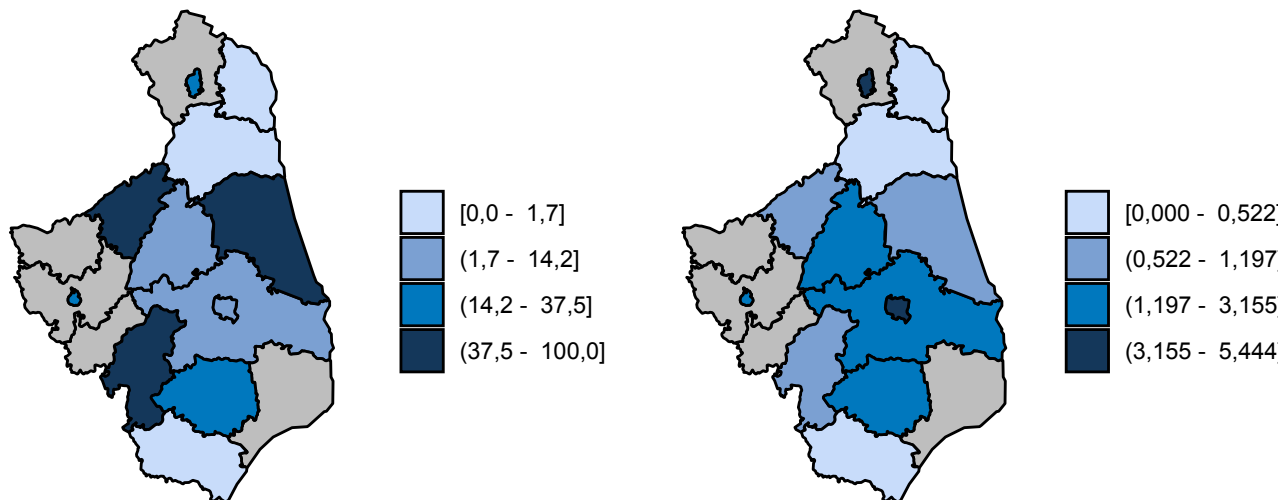 [0,0 - 1,7]
(1,7 - 14,2]
(14,2 - 37,5]
(37,5 - 100,0]
[0,000 - 0,522]
(0,522 - 1,197]
(1,197 - 3,155]
(3,155 - 5,444]